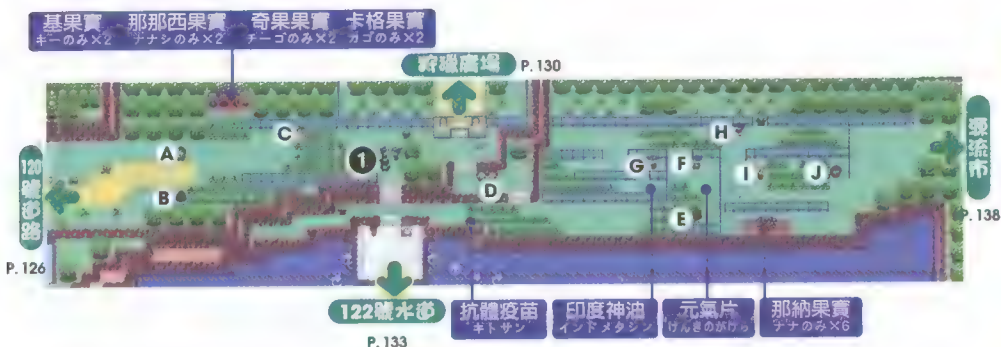 基果實
キーのみ×2
那那西果實
ナナシのみ×2
奇果果實
チーゴのみ×2
卡格果實
カゴのみ×2
狩獵廣場
P.130
C
H
A
1
G
F
I
J
B
D
E
120號道路
P.126
凍流市
P.138
122號水道
P.133
抗體疫苗
キトサン
印度神油
インドメタシン
元氣片
げんきのかけら
那納果實
ナナのみ×6